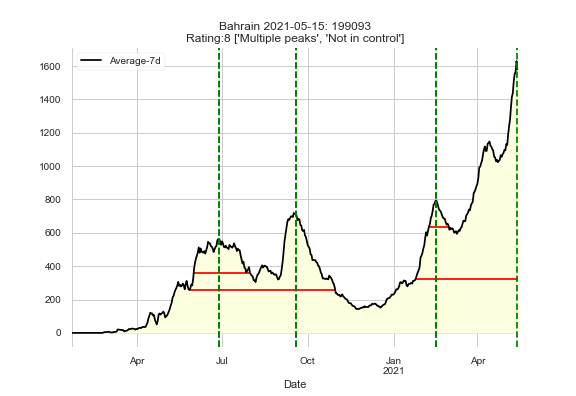 Bahrain 2021-05-15: 199093
Rating:8 ['Multiple peaks', 'Not in control']
Average-7d
1600
1400
1200
1000
800
600
400
200
0
Apr Jul Oct Jan Apr
2021
Date